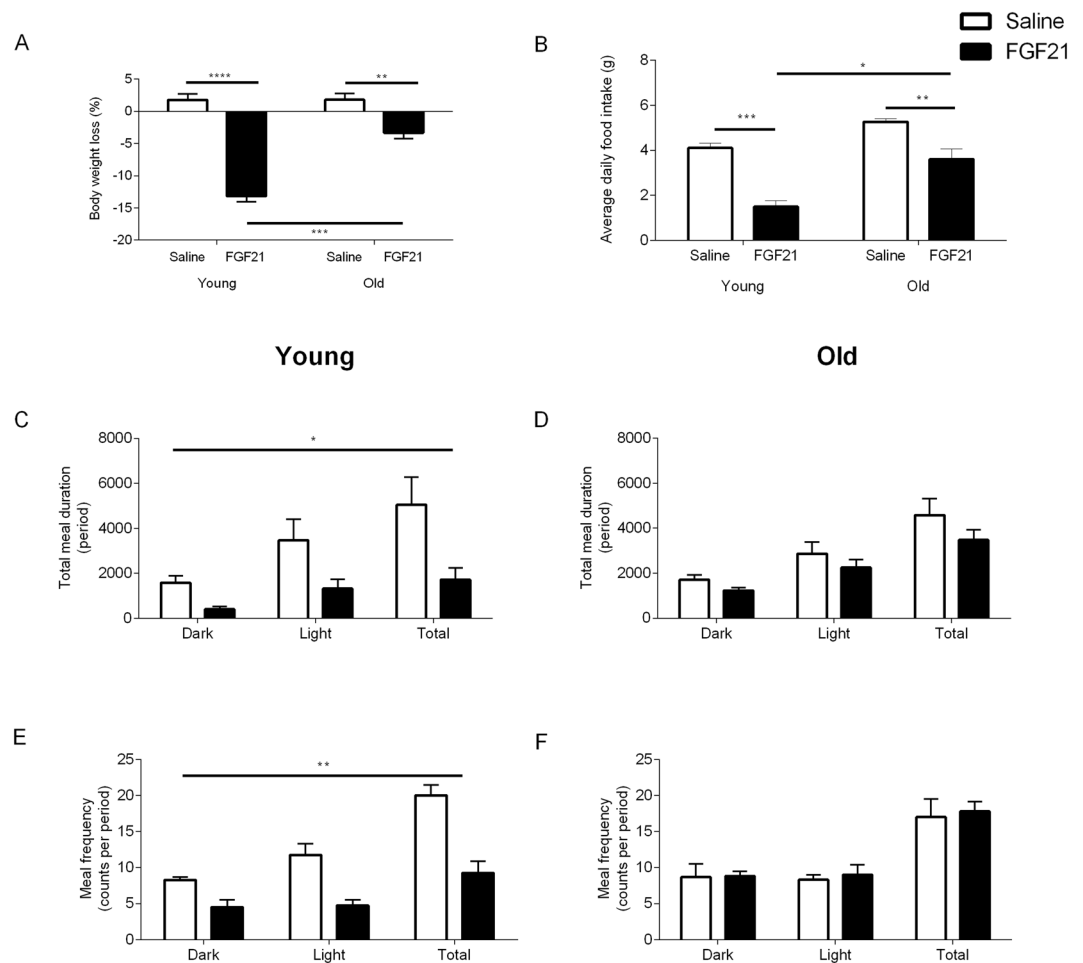 Saline
FGF21
A
Body weight loss (%)
5
0
-5
-10
-15
-20
****
**
***
Saline FGF21 Saline FGF21
Young Old
B
Average daily food intake (g)
8
6
4
2
0
*
***
**
Saline FGF21 Saline FGF21
Young Old
Young
Old
C
Total meal duration
(period)
8000
6000
4000
2000
0
*
Dark Light Total
D
Total meal duration
(period)
8000
6000
4000
2000
0
Dark Light Total
E
Meal frequency
(counts per period)
25
20
15
10
5
0
**
Dark Light Total
F
Meal frequency
(counts per period)
25
20
15
10
5
0
Dark Light Total